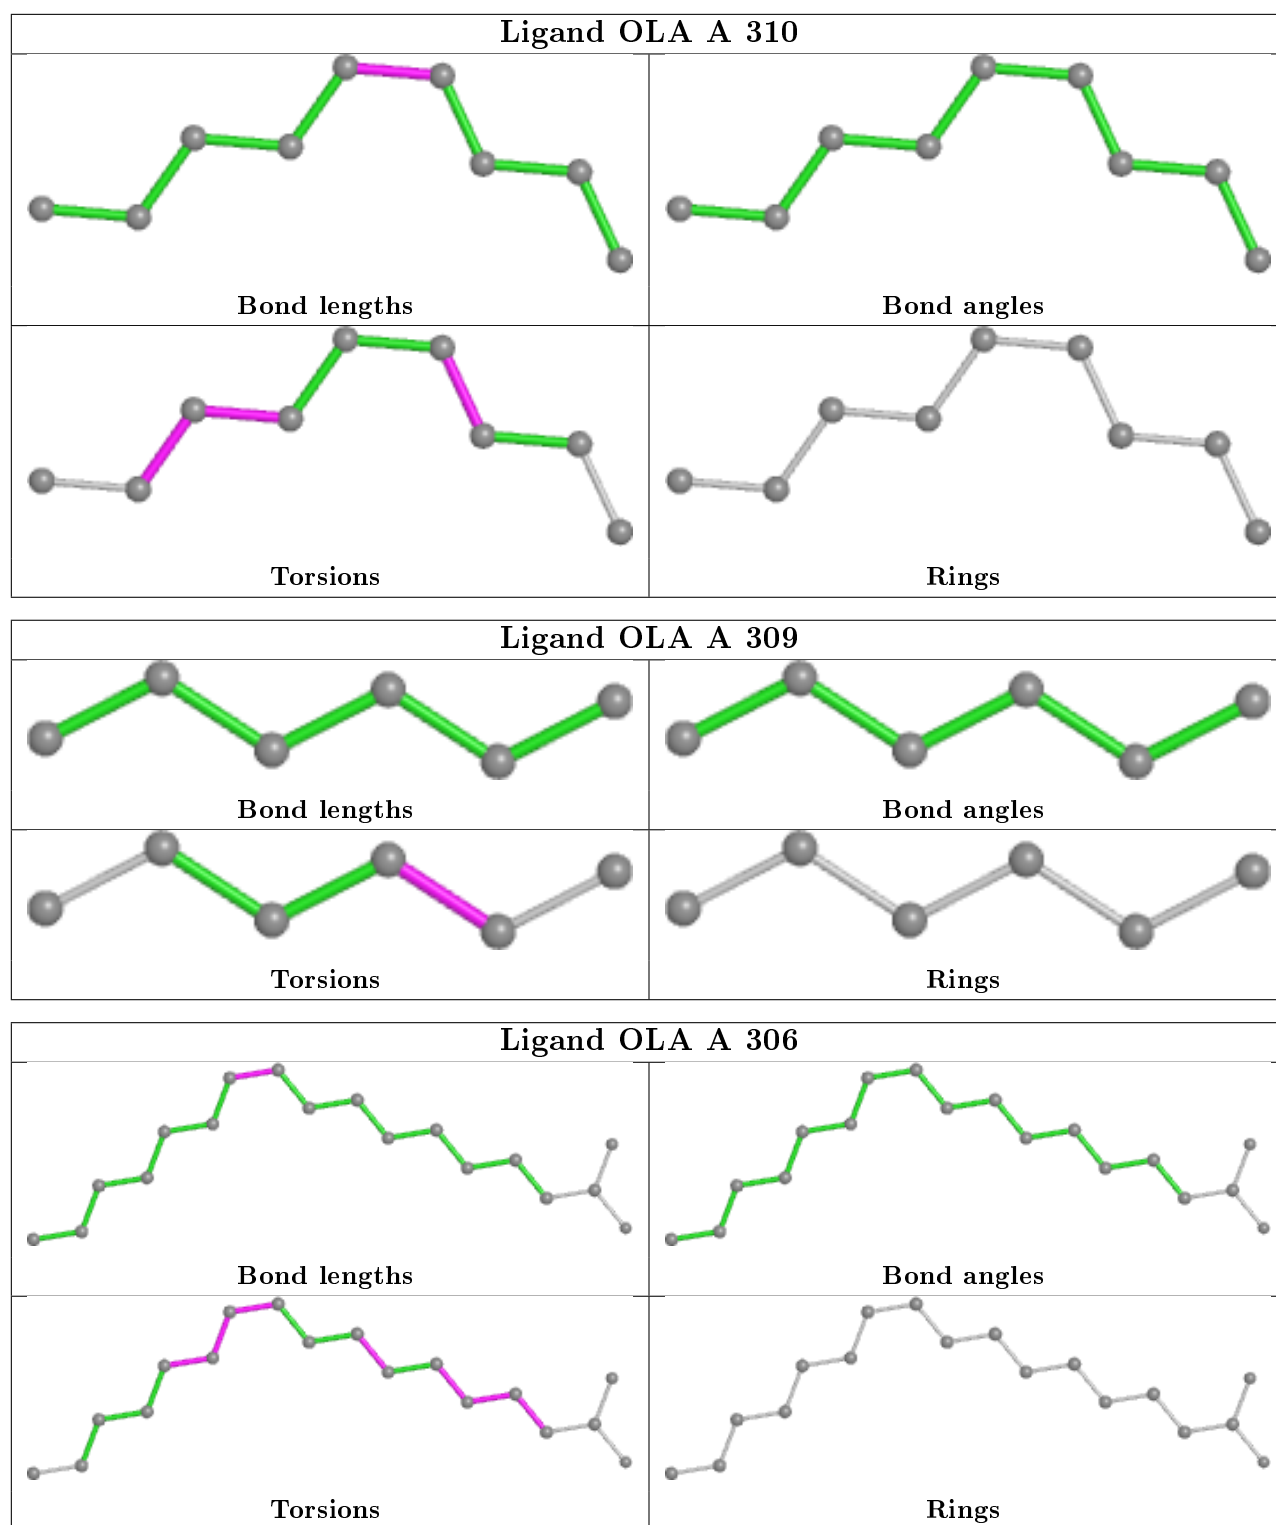 Ligand OLA A 310
Bond lengths
Bond angles
Torsions
Rings
Ligand OLA A 309
Bond lengths
Bond angles
Torsions
Rings
Ligand OLA A 306
Bond lengths
Bond angles
Torsions
Rings